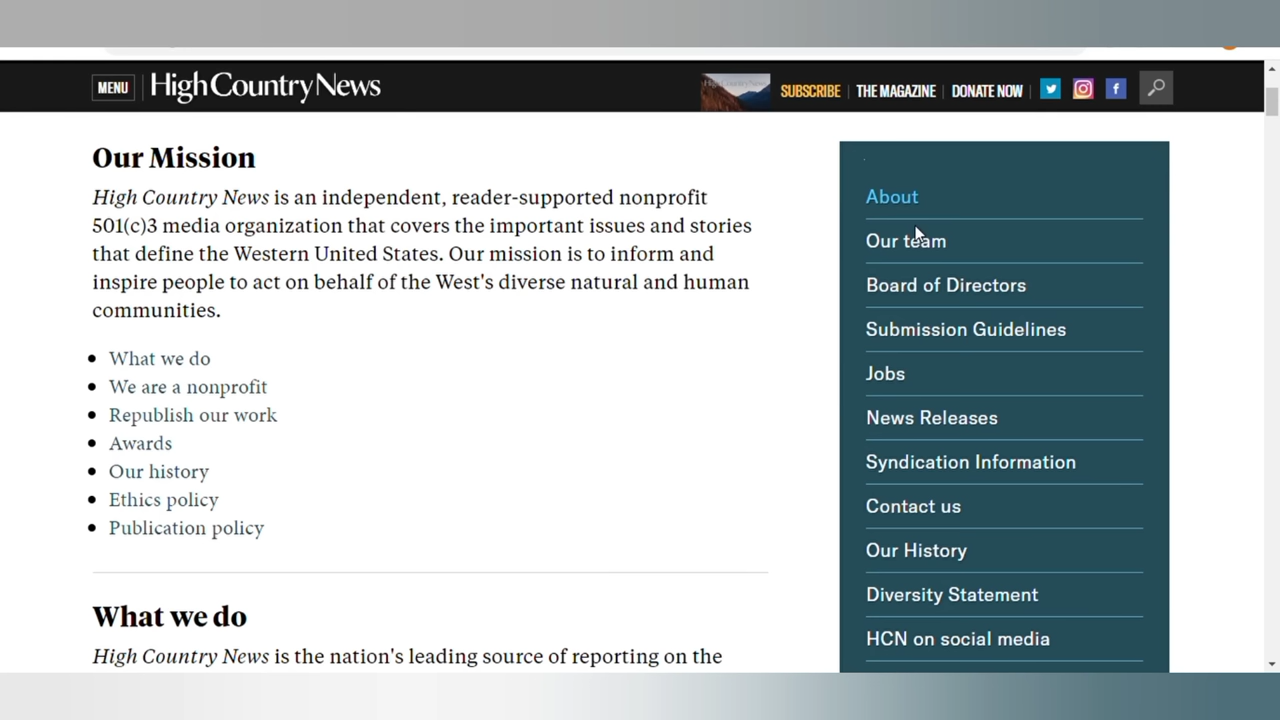 MENU
High Country News
SUBSCRIBE
THE MAGAZINE
DONATE NOW
Our Mission
High Country News is an independent, reader-supported nonprofit
501(c)3 media organization that covers the important issues and stories
that define the Western United States. Our mission is to inform and
inspire people to act on behalf of the West's diverse natural and human
communities.
What we do
We are a nonprofit
Republish our work
Awards
Our history
Ethics policy
Publication policy
What we do
High Country News is the nation's leading source of reporting on the
About
Our team
Board of Directors
Submission Guidelines
Jobs
News Releases
Syndication Information
Contact us
Our History
Diversity Statement
HCN on social media